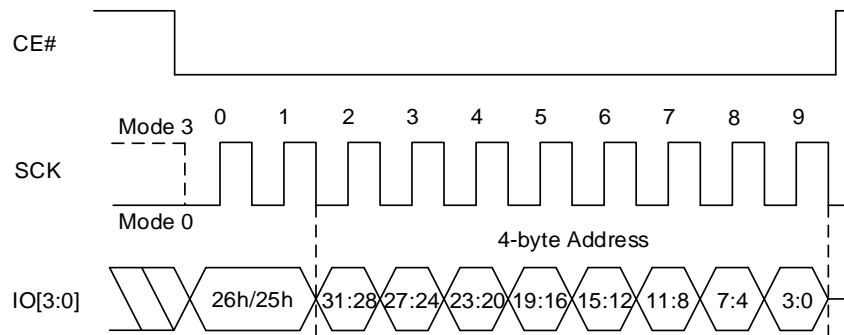 CE#
0 1 2 3 4 5 6 7 8 9
Mode 3
SCK
Mode 0
4-byte Address
IO[3:0] 26h/25h 31:28 27:24 23:20 19:16 15:12 11:8 7:4 3:0